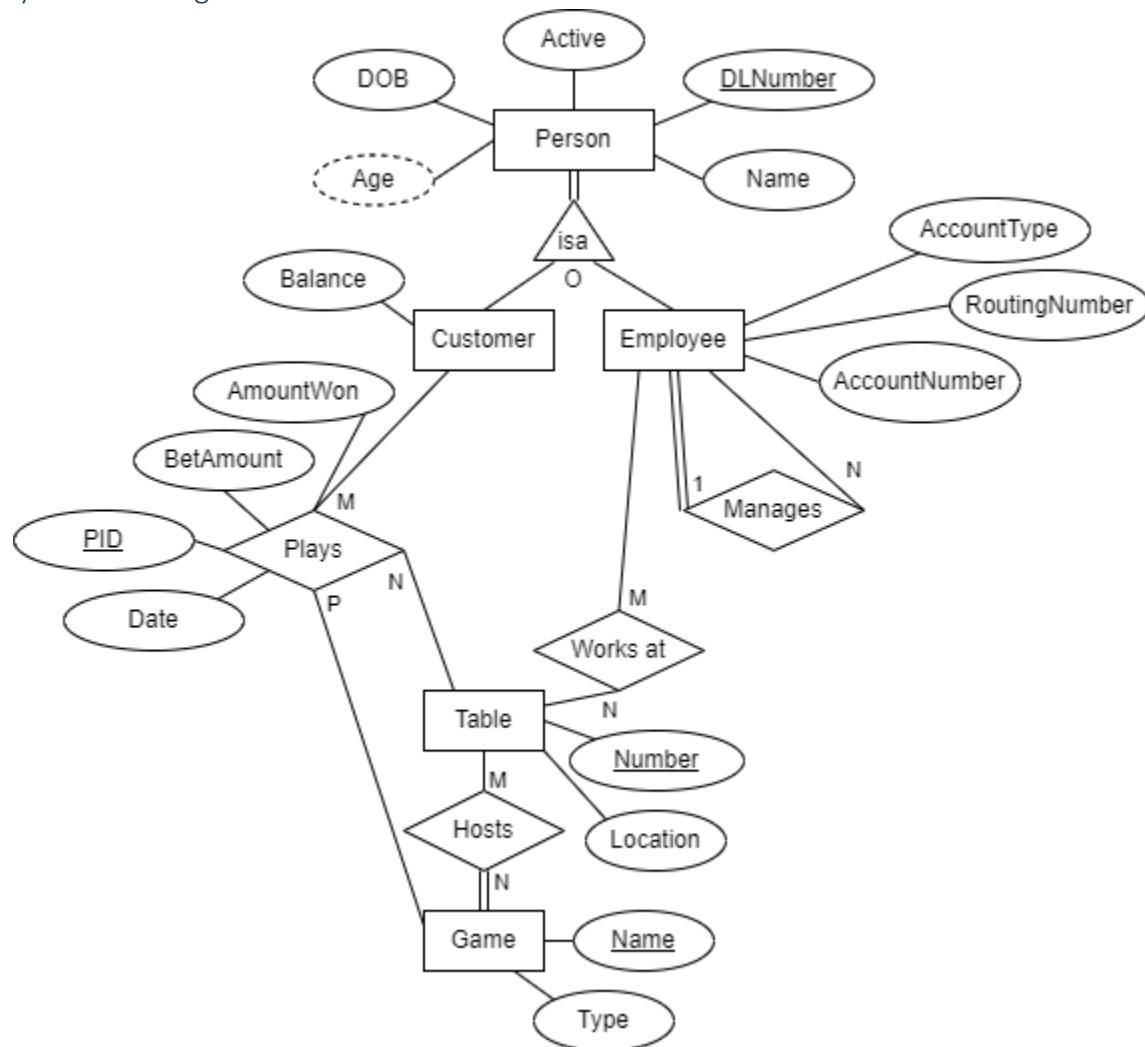 Active
DOB
DLNumber
Person
Age
Name
isa
AccountType
O
Balance
RoutingNumber
Customer
Employee
AccountNumber
AmountWon
BetAmount
1
N
Manages
M
PID
Plays
N
P
M
Date
Works at
N
Table
Number
M
Hosts
Location
N
Game
Name
Type